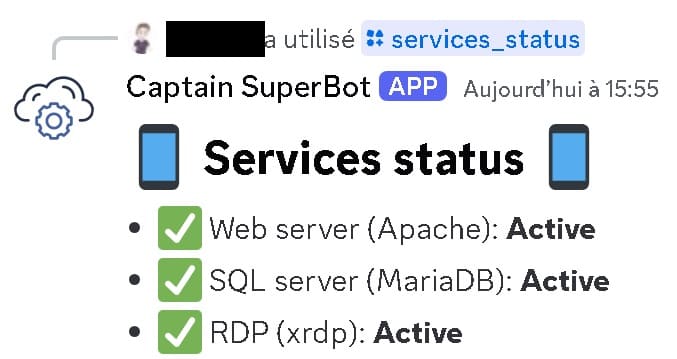 a utilisé services_status
Captain SuperBot APP Aujourd'hui à 15:55
Services status
• ✅ Web server (Apache): Active
• ✅ SQL server (MariaDB): Active
• ✅ RDP (xrdp): Active